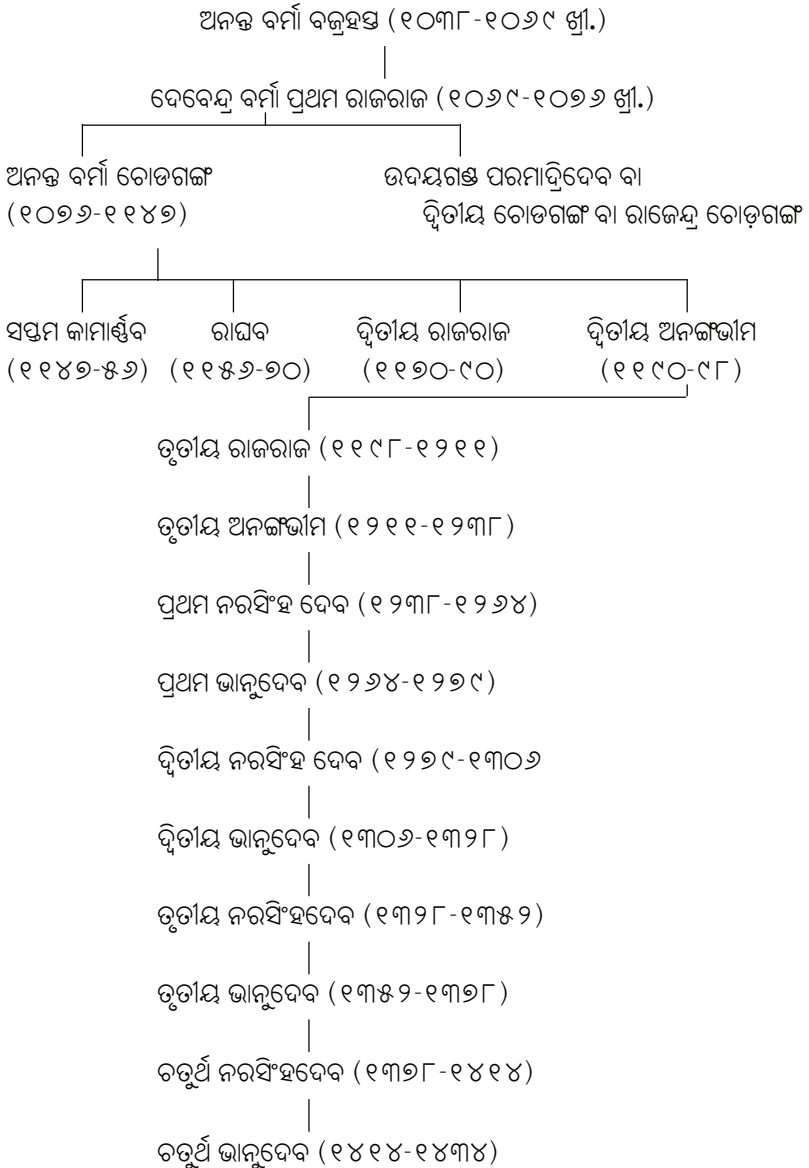 ଅନନ୍ତ ବର୍ମା ବଜ୍ରହସ୍ତ (୧୦୩୮-୧୦୬୯ ଖ୍ରୀ.)
ଦେବେନ୍ଦ୍ର ବର୍ମା ପ୍ରଥମ ରାଜରାଜ (୧୦୬୯-୧୦୭୬ ଖ୍ରୀ.)
ଅନନ୍ତ ବର୍ମା ଚୋଡଗଙ୍ଗ ଉଦୟଗଣ୍ଡ ପରମାଦ୍ରିଦେବ ବା
(୧୦୭୬-୧୧୪୭) ଦ୍ୱିତୀୟ ଚୋଡଗଙ୍ଗ ବା ରାଜେନ୍ଦ୍ର ଚୋଡ଼ଗଙ୍ଗ
ସପ୍ତମ କାମାର୍ଣ୍ଣବ ରାଘବ ଦ୍ୱିତୀୟ ରାଜରାଜ ଦ୍ୱିତୀୟ ଅନଙ୍ଗଭୀମ
(୧୧୪୭-୫୬) (୧୧୫୬-୭୦) (୧୧୭୦-୯୦) (୧୧୯୦-୯୮)
ତୃତୀୟ ରାଜରାଜ (୧୧୯୮-୧୨୧୧)
ତୃତୀୟ ଅନଙ୍ଗଭୀମ (୧୨୧୧-୧୨୩୮)
ପ୍ରଥମ ନରସିଂହ ଦେବ (୧୨୩୮-୧୨୬୪)
ପ୍ରଥମ ଭାନୁଦେବ (୧୨୬୪-୧୨୭୯)
ଦ୍ୱିତୀୟ ନରସିଂହ ଦେବ (୧୨୭୯-୧୩୦୬
ଦ୍ୱିତୀୟ ଭାନୁଦେବ (୧୩୦୬-୧୩୨୮)
ତୃତୀୟ ନରସିଂହଦେବ (୧୩୨୮-୧୩୫୨)
ତୃତୀୟ ଭାନୁଦେବ (୧୩୫୨-୧୩୭୮)
ଚତୁର୍ଥ ନରସିଂହଦେବ (୧୩୭୮-୧୪୧୪)
ଚତୁର୍ଥ ଭାନୁଦେବ (୧୪୧୪-୧୪୩୪)